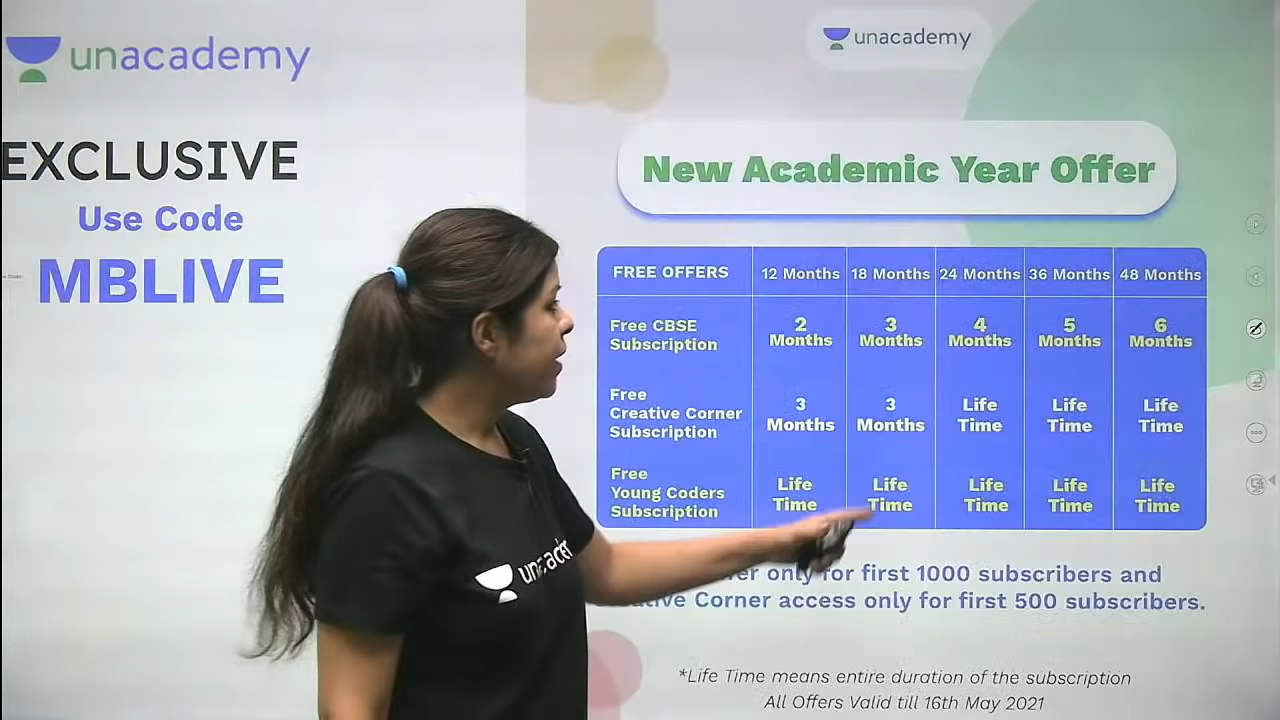 unacademy
EXCLUSIVE
Use Code
MBLIVE
unacademy
New Academic Year Offer
FREE OFFERS 12 Months 18 Months 24 Months 36 Months 48 Months
Free CBSE
Subscription
2
Months
3
Months
4
Months
5
Months
6
Months
Free
Creative Corner
Subscription
3
Months
3
Months
Life
Time
Life
Time
Life
Time
Free
Young Coders
Subscription
Life
Time
Life
Time
Life
Time
Life
Time
Life
Time
only for first 1000 subscribers and
Corner access only for first 500 subscribers.
*Life Time means entire duration of the subscription
All Offers Valid till 16th May 2021